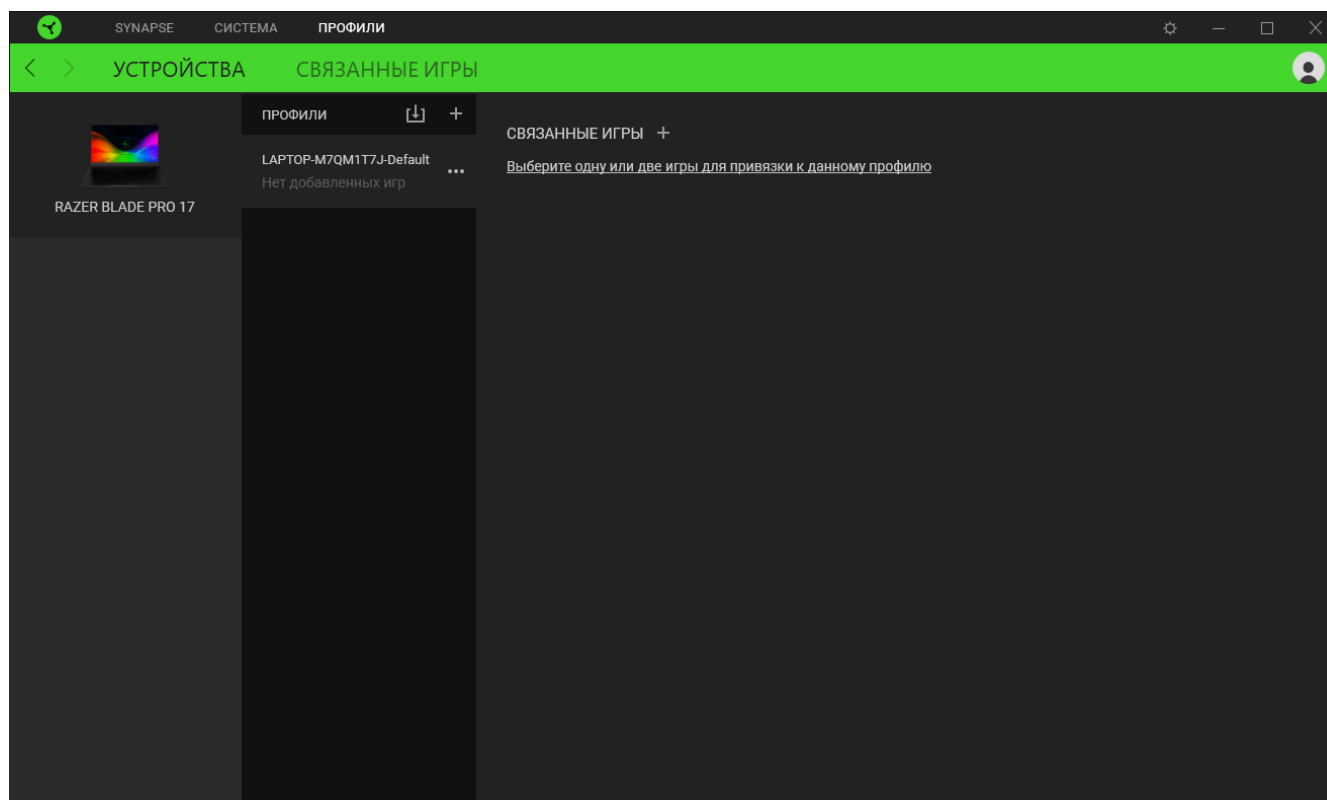 SYNAPSE СИСТЕМА ПРОФИЛИ
УСТРОЙСТВА СВЯЗАННЫЕ ИГРЫ
RAZER BLADE PRO 17
ПРОФИЛИ
LAPTOP-M7QM1T7J-Default
Нет добавленных игр
СВЯЗАННЫЕ ИГРЫ
Выберите одну или две игры для привязки к данному профилю